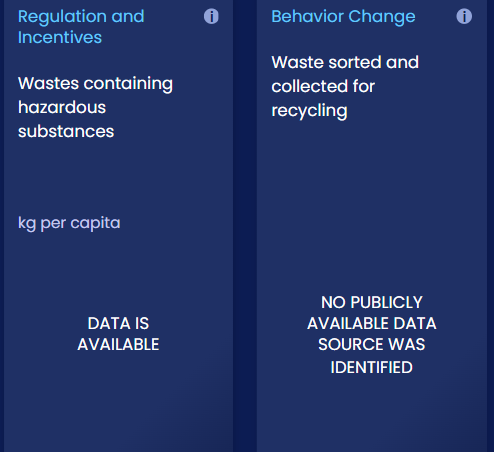 Regulation and
Incentives
Wastes containing
hazardous
substances
kg per capita
DATA IS
AVAILABLE
Behavior Change
Waste sorted and
collected for
recycling
NO PUBLICLY
AVAILABLE DATA
SOURCE WAS
IDENTIFIED